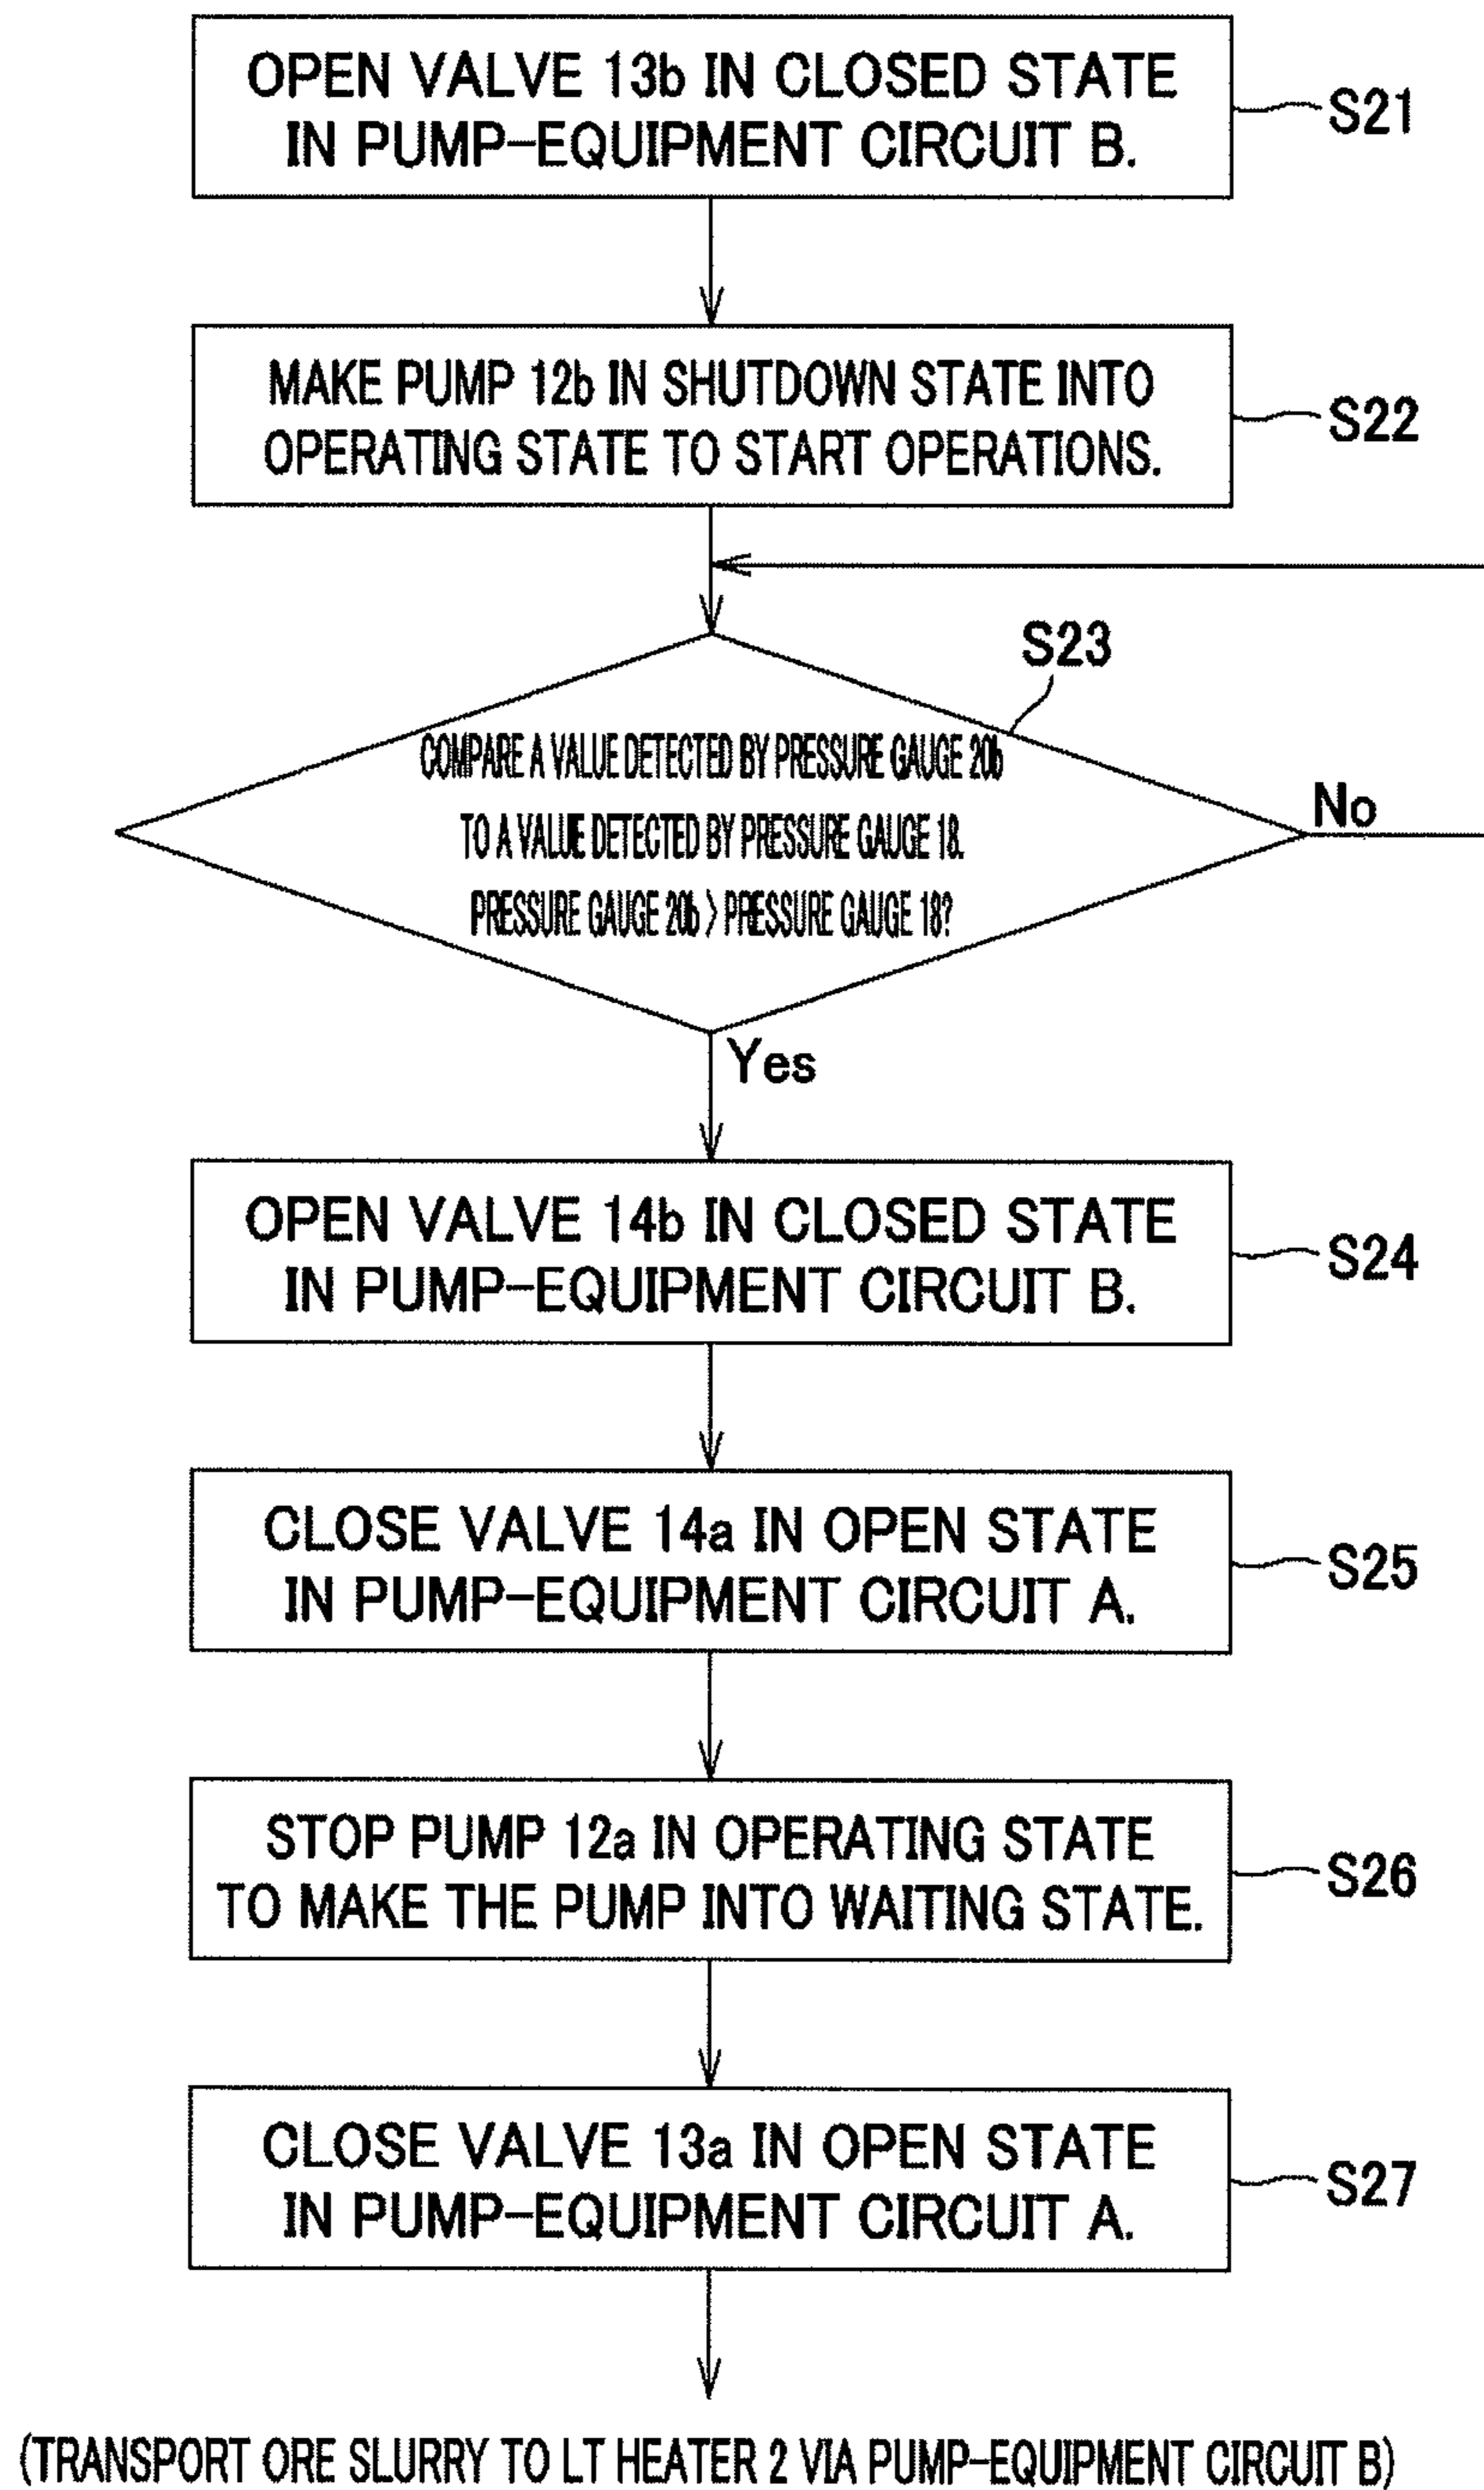 OPEN VALVE 13b IN CLOSED STATE
IN PUMP-EQUIPMENT CIRCUIT B.
S21
MAKE PUMP 12b IN SHUTDOWN STATE INTO
OPERATING STATE TO START OPERATIONS.
S22
S23
COMPARE A VALUE DETECTED BY PRESSURE GAUGE 20b
TO A VALUE DETECTED BY PRESSURE GAUGE 18.
PRESSURE GAUGE 20b > PRESSURE GAUGE 18?
No
Yes
OPEN VALVE 14b IN CLOSED STATE
IN PUMP-EQUIPMENT CIRCUIT B.
S24
CLOSE VALVE 14a IN OPEN STATE
IN PUMP-EQUIPMENT CIRCUIT A.
S25
STOP PUMP 12a IN OPERATING STATE
TO MAKE THE PUMP INTO WAITING STATE.
S26
CLOSE VALVE 13a IN OPEN STATE
IN PUMP-EQUIPMENT CIRCUIT A.
S27
(TRANSPORT ORE SLURRY TO LT HEATER 2 VIA PUMP-EQUIPMENT CIRCUIT B)